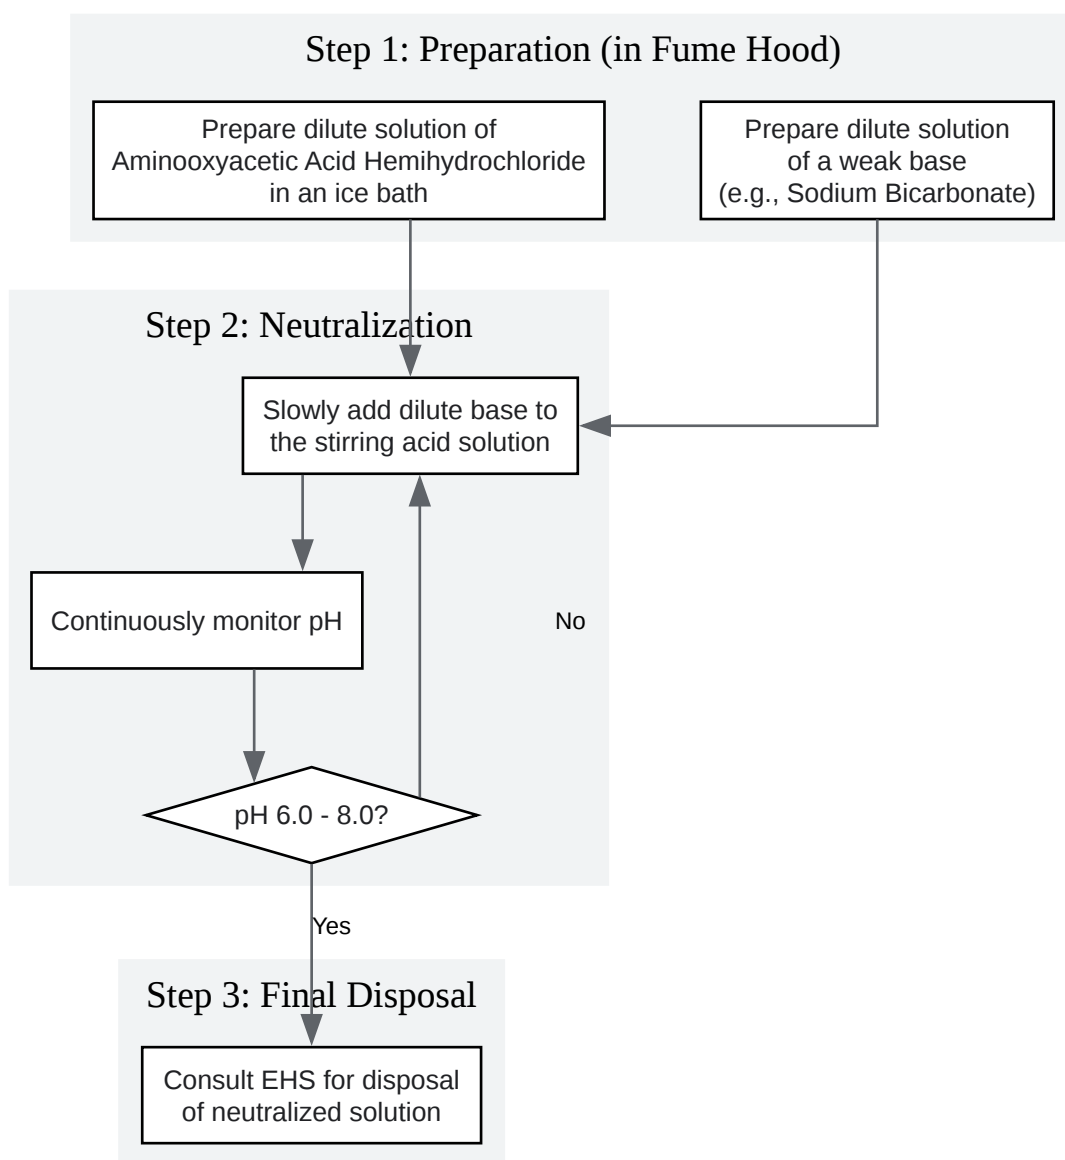 Step 1: Preparation (in Fume Hood)
Prepare dilute solution of
Aminooxyacetic Acid Hemihydrochloride
in an ice bath
Prepare dilute solution
of a weak base
(e.g., Sodium Bicarbonate)
Step 2: Neutralization
Slowly add dilute base to
the stirring acid solution
Continuously monitor pH
No
pH 6.0 - 8.0?
Yes
Step 3: Final Disposal
Consult EHS for disposal
of neutralized solution